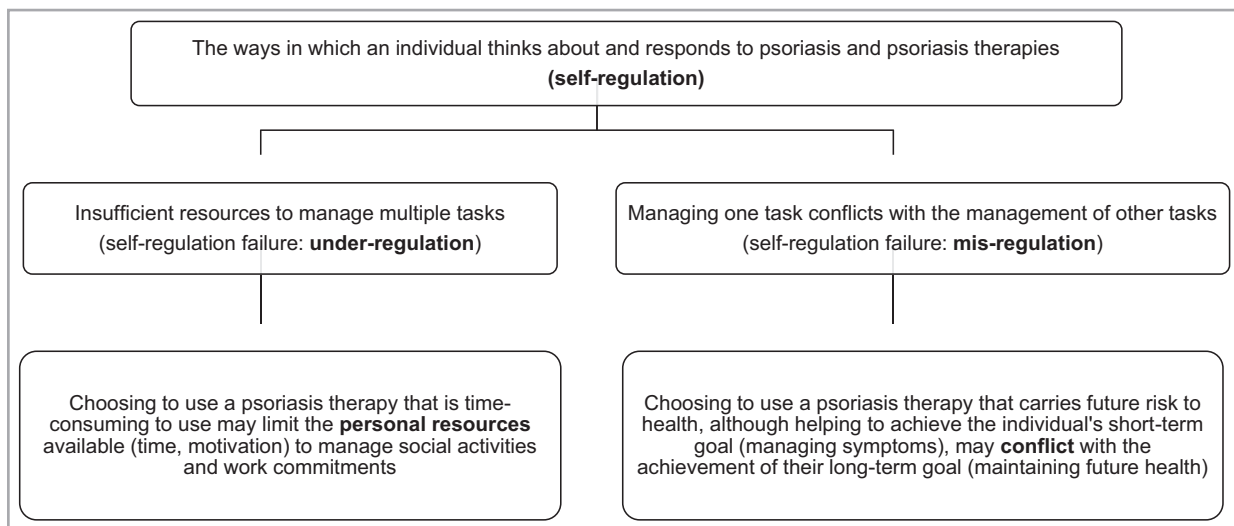 The ways in which an individual thinks about and responds to psoriasis and psoriasis therapies
(self-regulation)
Insufficient resources to manage multiple tasks
(self-regulation failure: under-regulation)
Managing one task conflicts with the management of other tasks
(self-regulation failure: mis-regulation)
Choosing to use a psoriasis therapy that is time-
consuming to use may limit the personal resources
available (time, motivation) to manage social activities
and work commitments
Choosing to use a psoriasis therapy that carries future risk to
health, although helping to achieve the individual's short-term
goal (managing symptoms), may conflict with the
achievement of their long-term goal (maintaining future health)